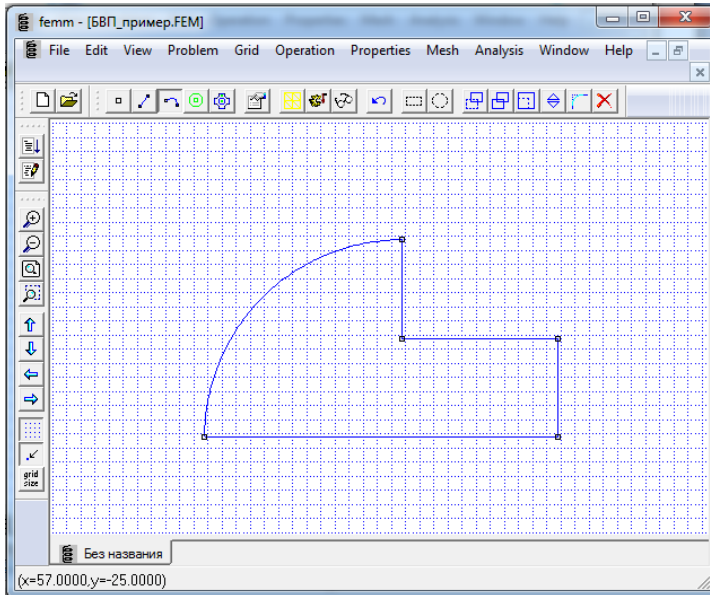 femm - [БВП_пример.FEM]
File Edit View Problem Grid Operation Properties Mesh Analysis Window Help
grid
size
Без названия
(x=57.0000,y=-25.0000)